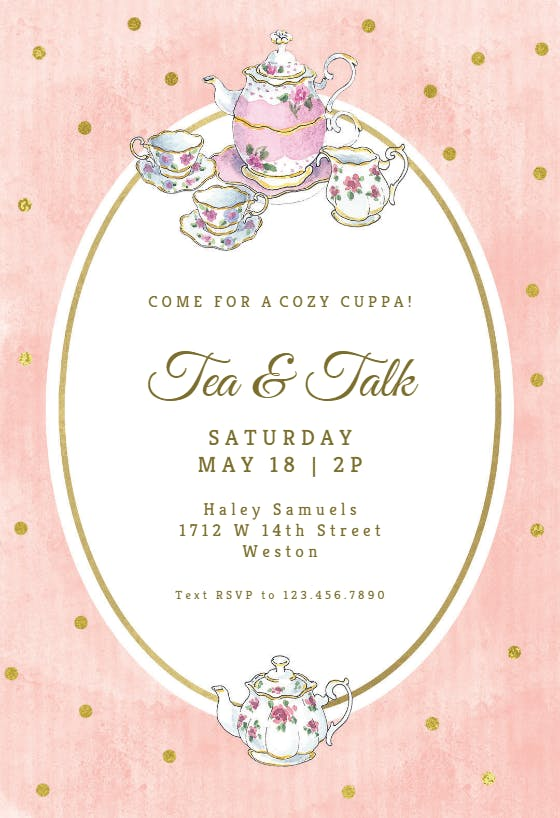 COME FOR A COZY CUPPA!
Tea & Talk
SATURDAY
MAY 18 | 2P
Haley Samuels
1712 W 14th Street
Weston
Text RSVP to 123.456.7890